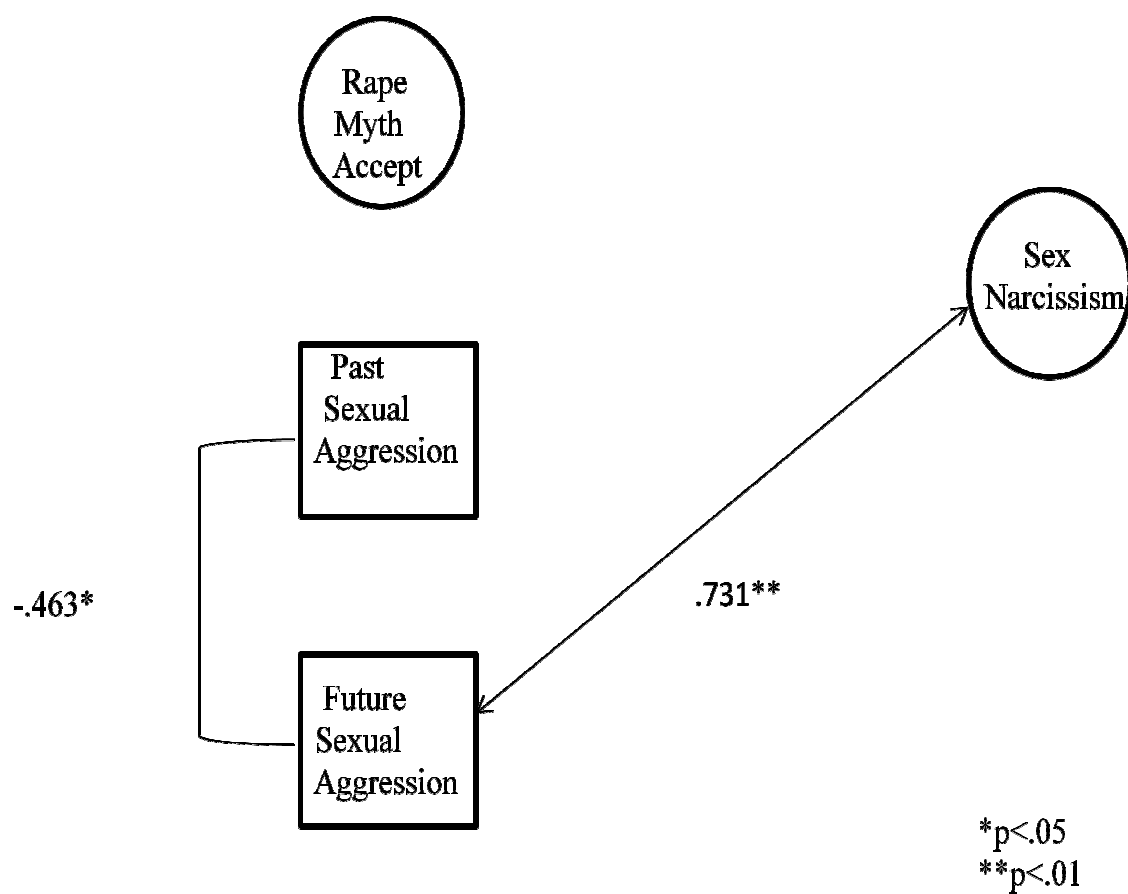 Rape
Myth
Accept
Sex
Narcissism
Past
Sexual
Aggression
-.463*
.731**
Future
Sexual
Aggression
*p<.05
**p<.01